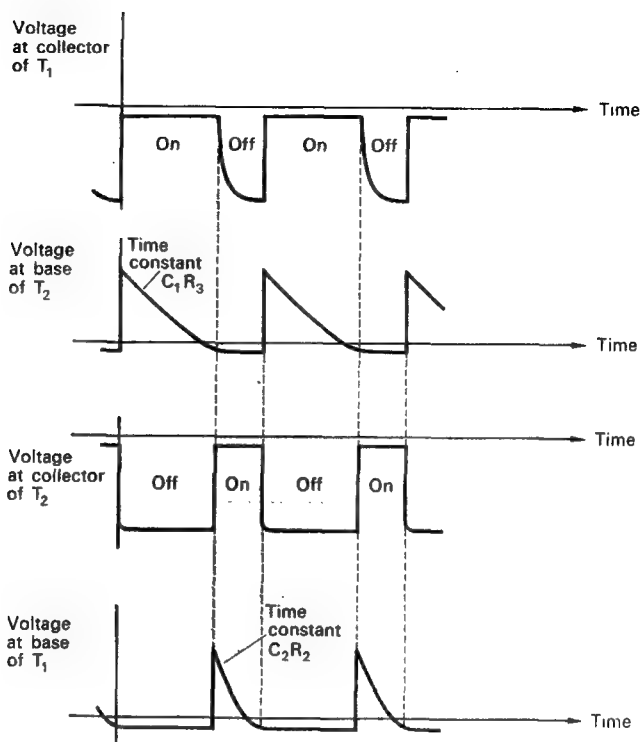 Voltage
at collector
of T₁
Time
On
Off
On
Off
Voltage
at base
of T₂
Time
constant
C₁R₃
Time
Voltage
at collector
of T₂
Time
Off
On
Off
On
Voltage
at base
of T₁
Time
constant
C₂R₂
Time